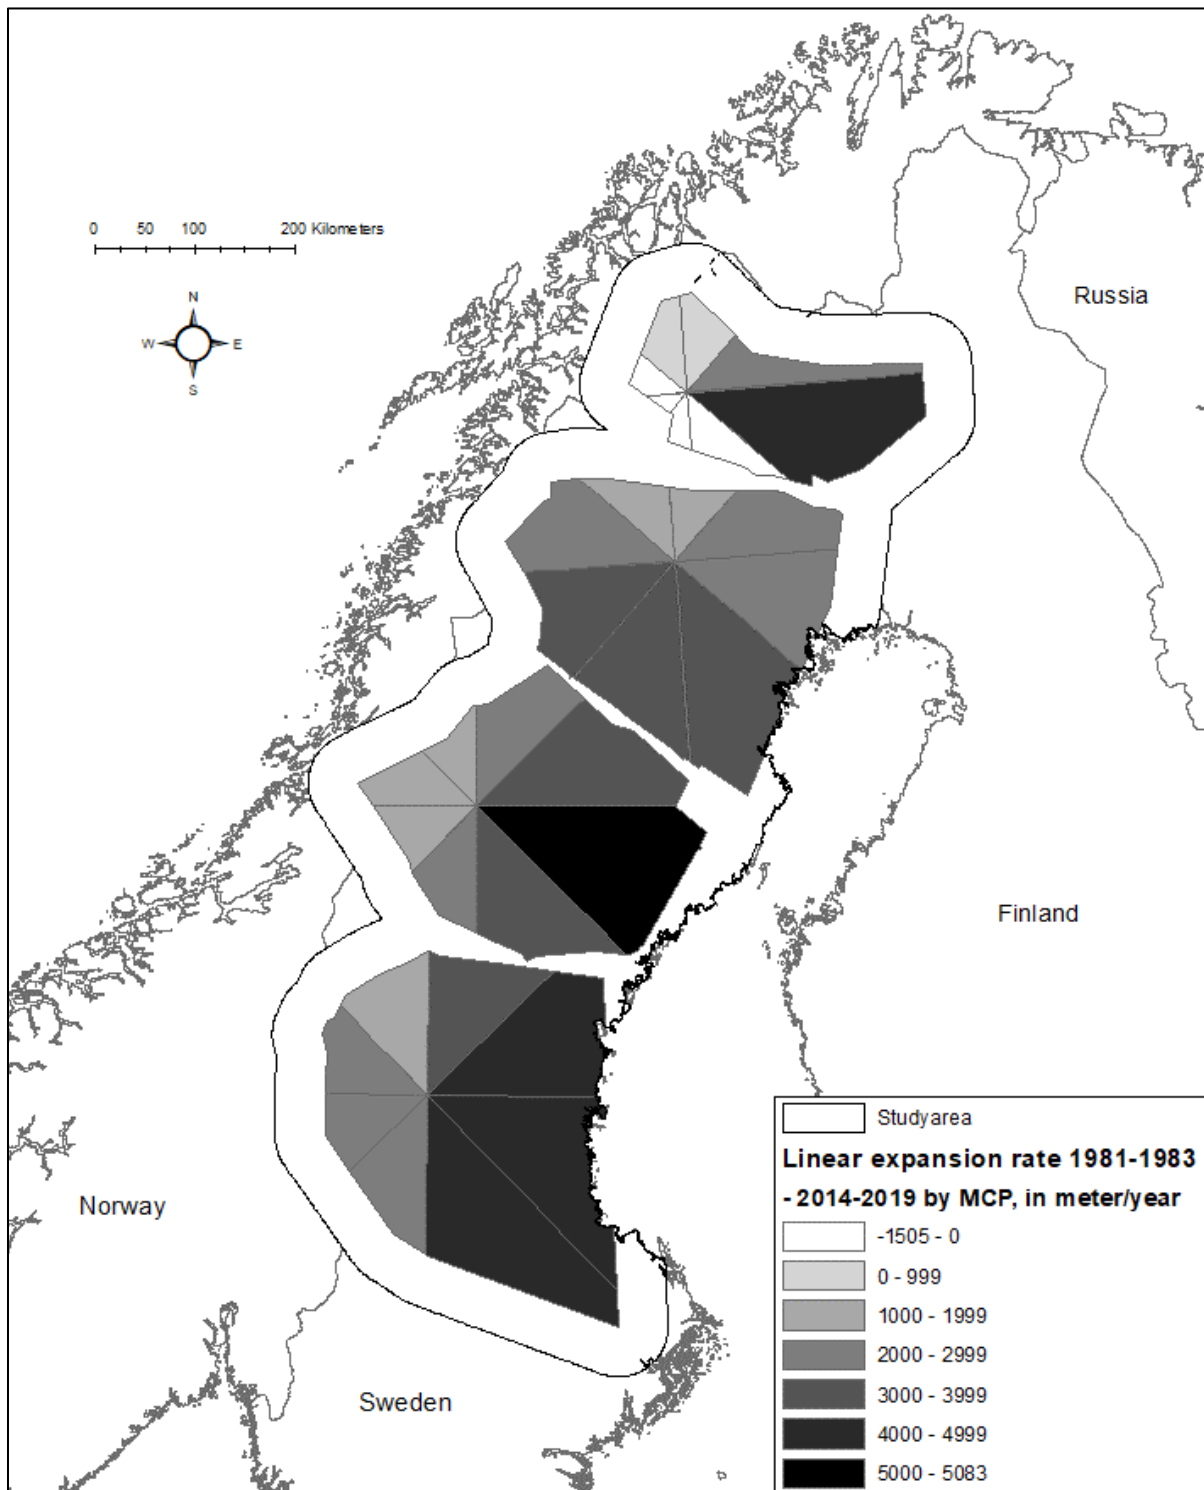 0 50 100 200 Kilometers
N
W E
S
Russia
Finland
Norway
Sweden
Studyarea
Linear expansion rate 1981-1983
- 2014-2019 by MCP, in meter/year
-1505 - 0
0 - 999
1000 - 1999
2000 - 2999
3000 - 3999
4000 - 4999
5000 - 5083